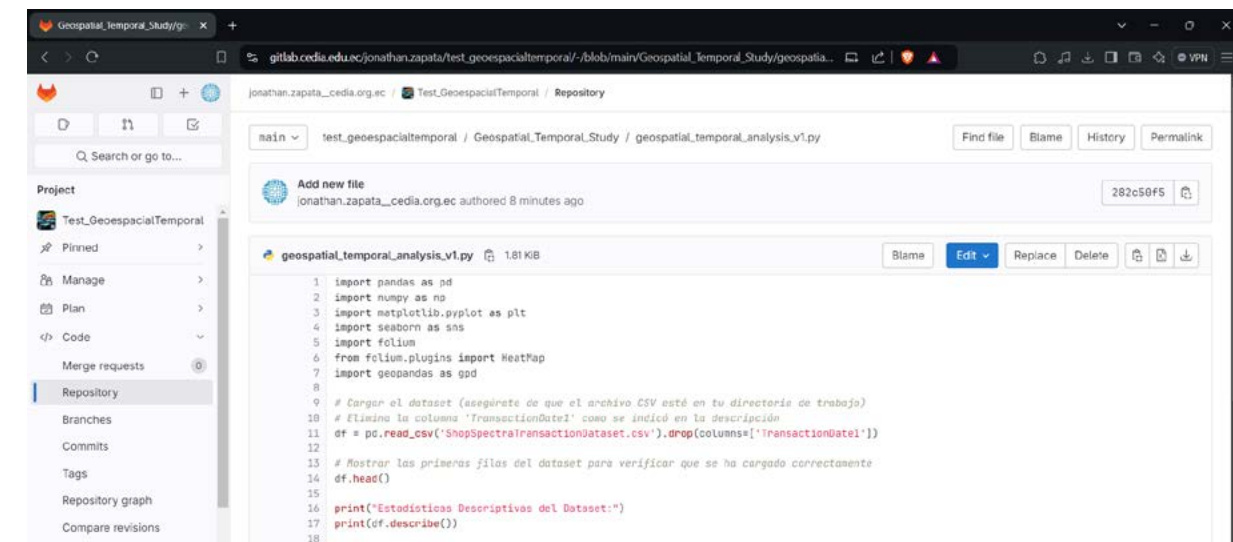 Geospatial_Temporal_Study/ge
gitlab.cedia.edu.ec/jonathan.zapata/test_geoespacialtemporal/-/blob/main/Geospatial_Temporal_Study/geospatia...
VPN
jonathan.zapata__cedia.org.ec / Test_GeoespacialTemporal / Repository
Search or go to...
main
test_geoespacialtemporal / Geospatial_Temporal_Study / geospatial_temporal_analysis_v1.py
Find file
Blame
History
Permalink
Project
Test_GeoespacialTemporal
Pinned
Manage
Plan
Code
Merge requests 0
Repository
Branches
Commits
Tags
Repository graph
Compare revisions
Add new file
jonathan.zapata__cedia.org.ec authored 8 minutes ago
282c50f5
geospatial_temporal_analysis_v1.py 1.81 KiB
Blame
Edit
Replace
Delete
1 import pandas as pd
2 import numpy as np
3 import matplotlib.pyplot as plt
4 import seaborn as sns
5 import folium
6 from folium.plugins import HeatMap
7 import geopandas as gpd
8
9 # Cargar el dataset (asegúrate de que el archivo CSV esté en tu directorio de trabajo)
10 # Elimina la columna 'TransactionDate1' como se indicó en la descripción
11 df = pd.read_csv('ShopSpectraTransactionDataset.csv').drop(columns=['TransactionDate1'])
12
13 # Mostrar las primeras filas del dataset para verificar que se ha cargado correctamente
14 df.head()
15
16 print("Estadísticas Descriptivas del Dataset:")
17 print(df.describe())
18